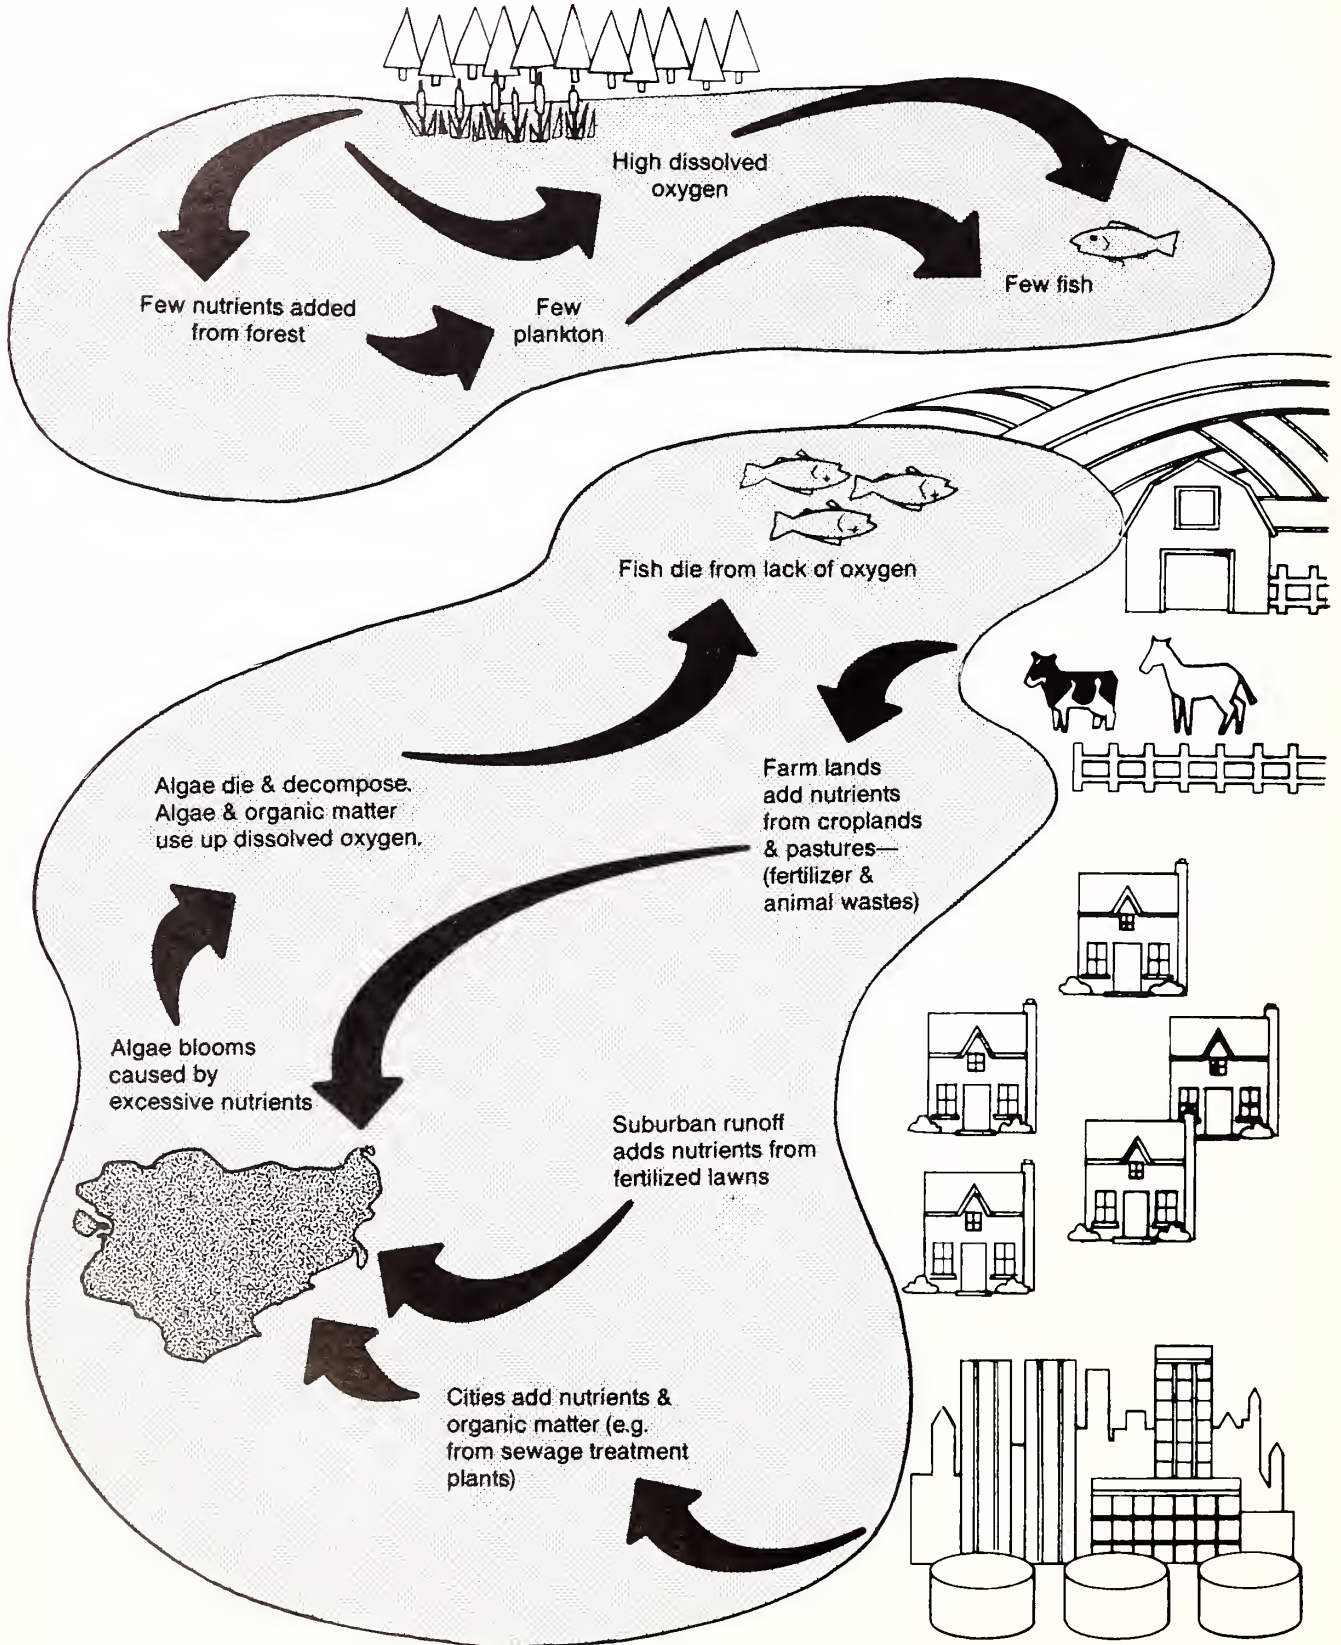 High dissolved
oxygen
Few nutrients added
from forest
Few
plankton
Few fish
Fish die from lack of oxygen
Algae die & decompose.
Algae & organic matter
use up dissolved oxygen.
Farm lands
add nutrients
from croplands
& pastures—
(fertilizer &
animal wastes)
Algae blooms
caused by
excessive nutrients
Suburban runoff
adds nutrients from
fertilized lawns
Cities add nutrients &
organic matter (e.g.
from sewage treatment
plants)